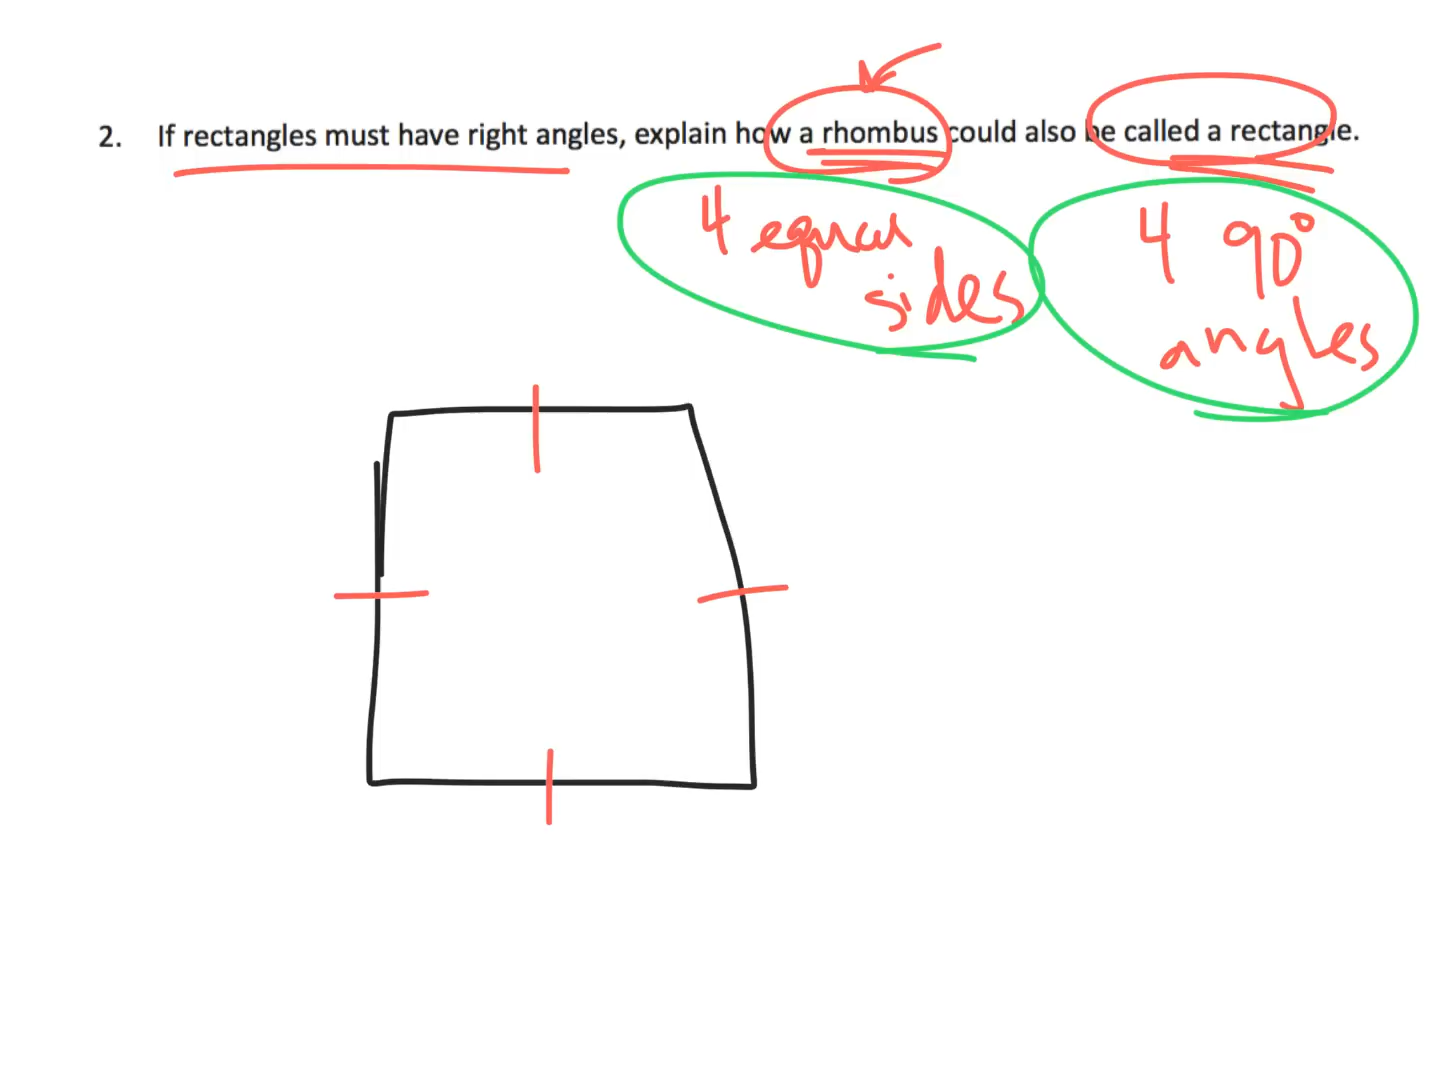 2. If rectangles must have right angles, explain how a rhombus could also be called a rectangle.
4 equal
sides
4 90°
angles